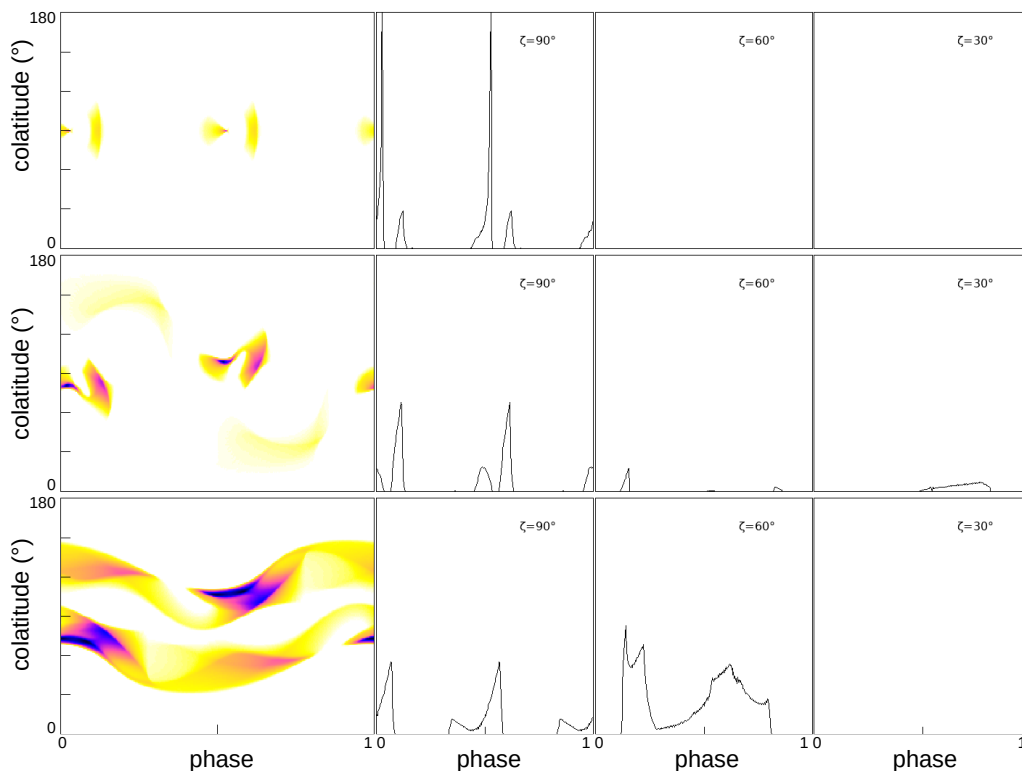 180
colatitude (°)
0
ζ=90°
ζ=60°
ζ=30°
180
colatitude (°)
0
ζ=90°
ζ=60°
ζ=30°
180
colatitude (°)
0
ζ=90°
ζ=60°
ζ=30°
0 1 0 1 0 1 0 1
phase phase phase phase